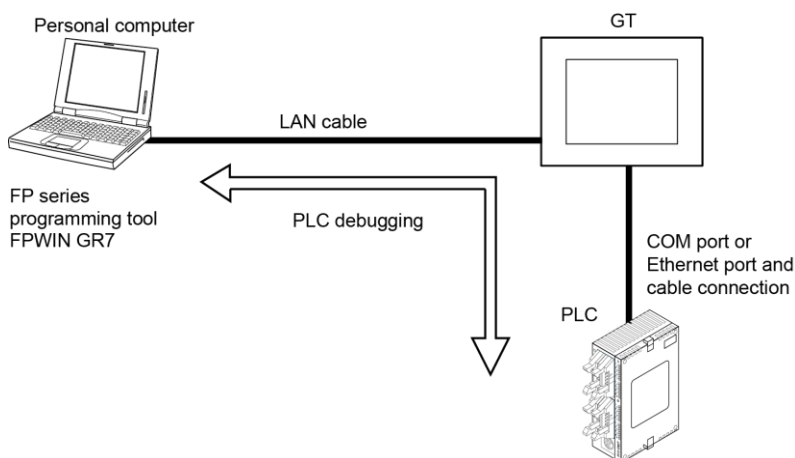 Personal computer
GT
LAN cable
FP series
programming tool
FPWIN GR7
PLC debugging
COM port or
Ethernet port and
cable connection
PLC